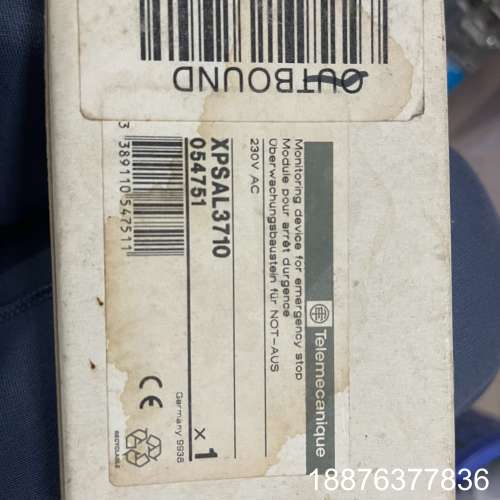 OUTBOUND
Telemecanique
Monitoring device for emergency stop
Module pour arrêt d'urgence
Überwachungsbaustein für NOT-AUS
230V AC
XPSAL3710
054751
x 1
3 389110 547511
Germany 9938
CE
RECYCLABLE
18876377836